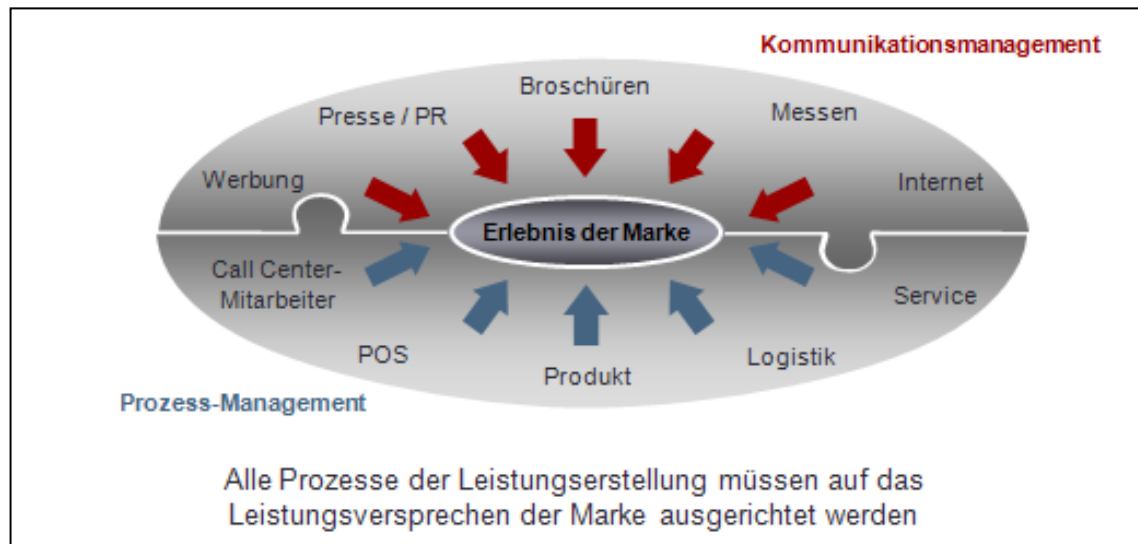 Kommunikationsmanagement
Broschüren
Presse / PR
Messen
Werbung
Internet
Erlebnis der Marke
Call Center-
Mitarbeiter
Service
POS
Logistik
Produkt
Prozess-Management
Alle Prozesse der Leistungserstellung müssen auf das
Leistungsversprechen der Marke ausgerichtet werden